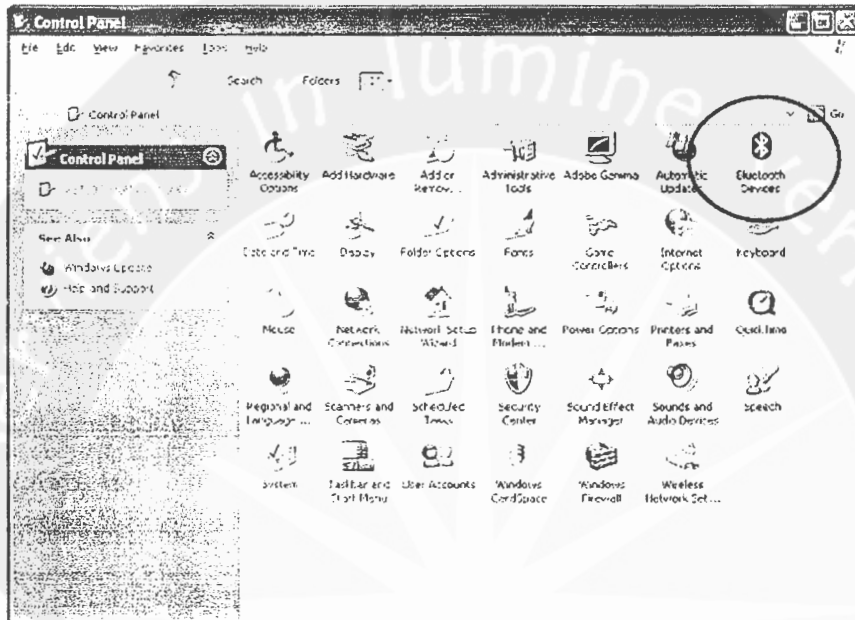 Control Panel
File Edit View Favorites Tools Help
Search Folders
Control Panel Go
Control Panel
See Also
Windows Update
Help and Support
Accessibility Options
Add Hardware
Add or Remov...
Administrative Tools
Adobe Gamma
Automatic Updates
Bluetooth Devices
Date and Time
Display
Folder Options
Fonts
Game Controllers
Internet Options
Keyboard
Mouse
Network Connections
Network Setup Wizard
Phone and Modem ...
Power Options
Printers and Faxes
QuickTime
Regional and Language ...
Scanners and Cameras
Scheduled Tasks
Security Center
Sound Effect Manager
Sounds and Audio Devices
Speech
System
Taskbar and Start Menu
User Accounts
Windows CardSpace
Windows Firewall
Wireless Network Set...
in lumine